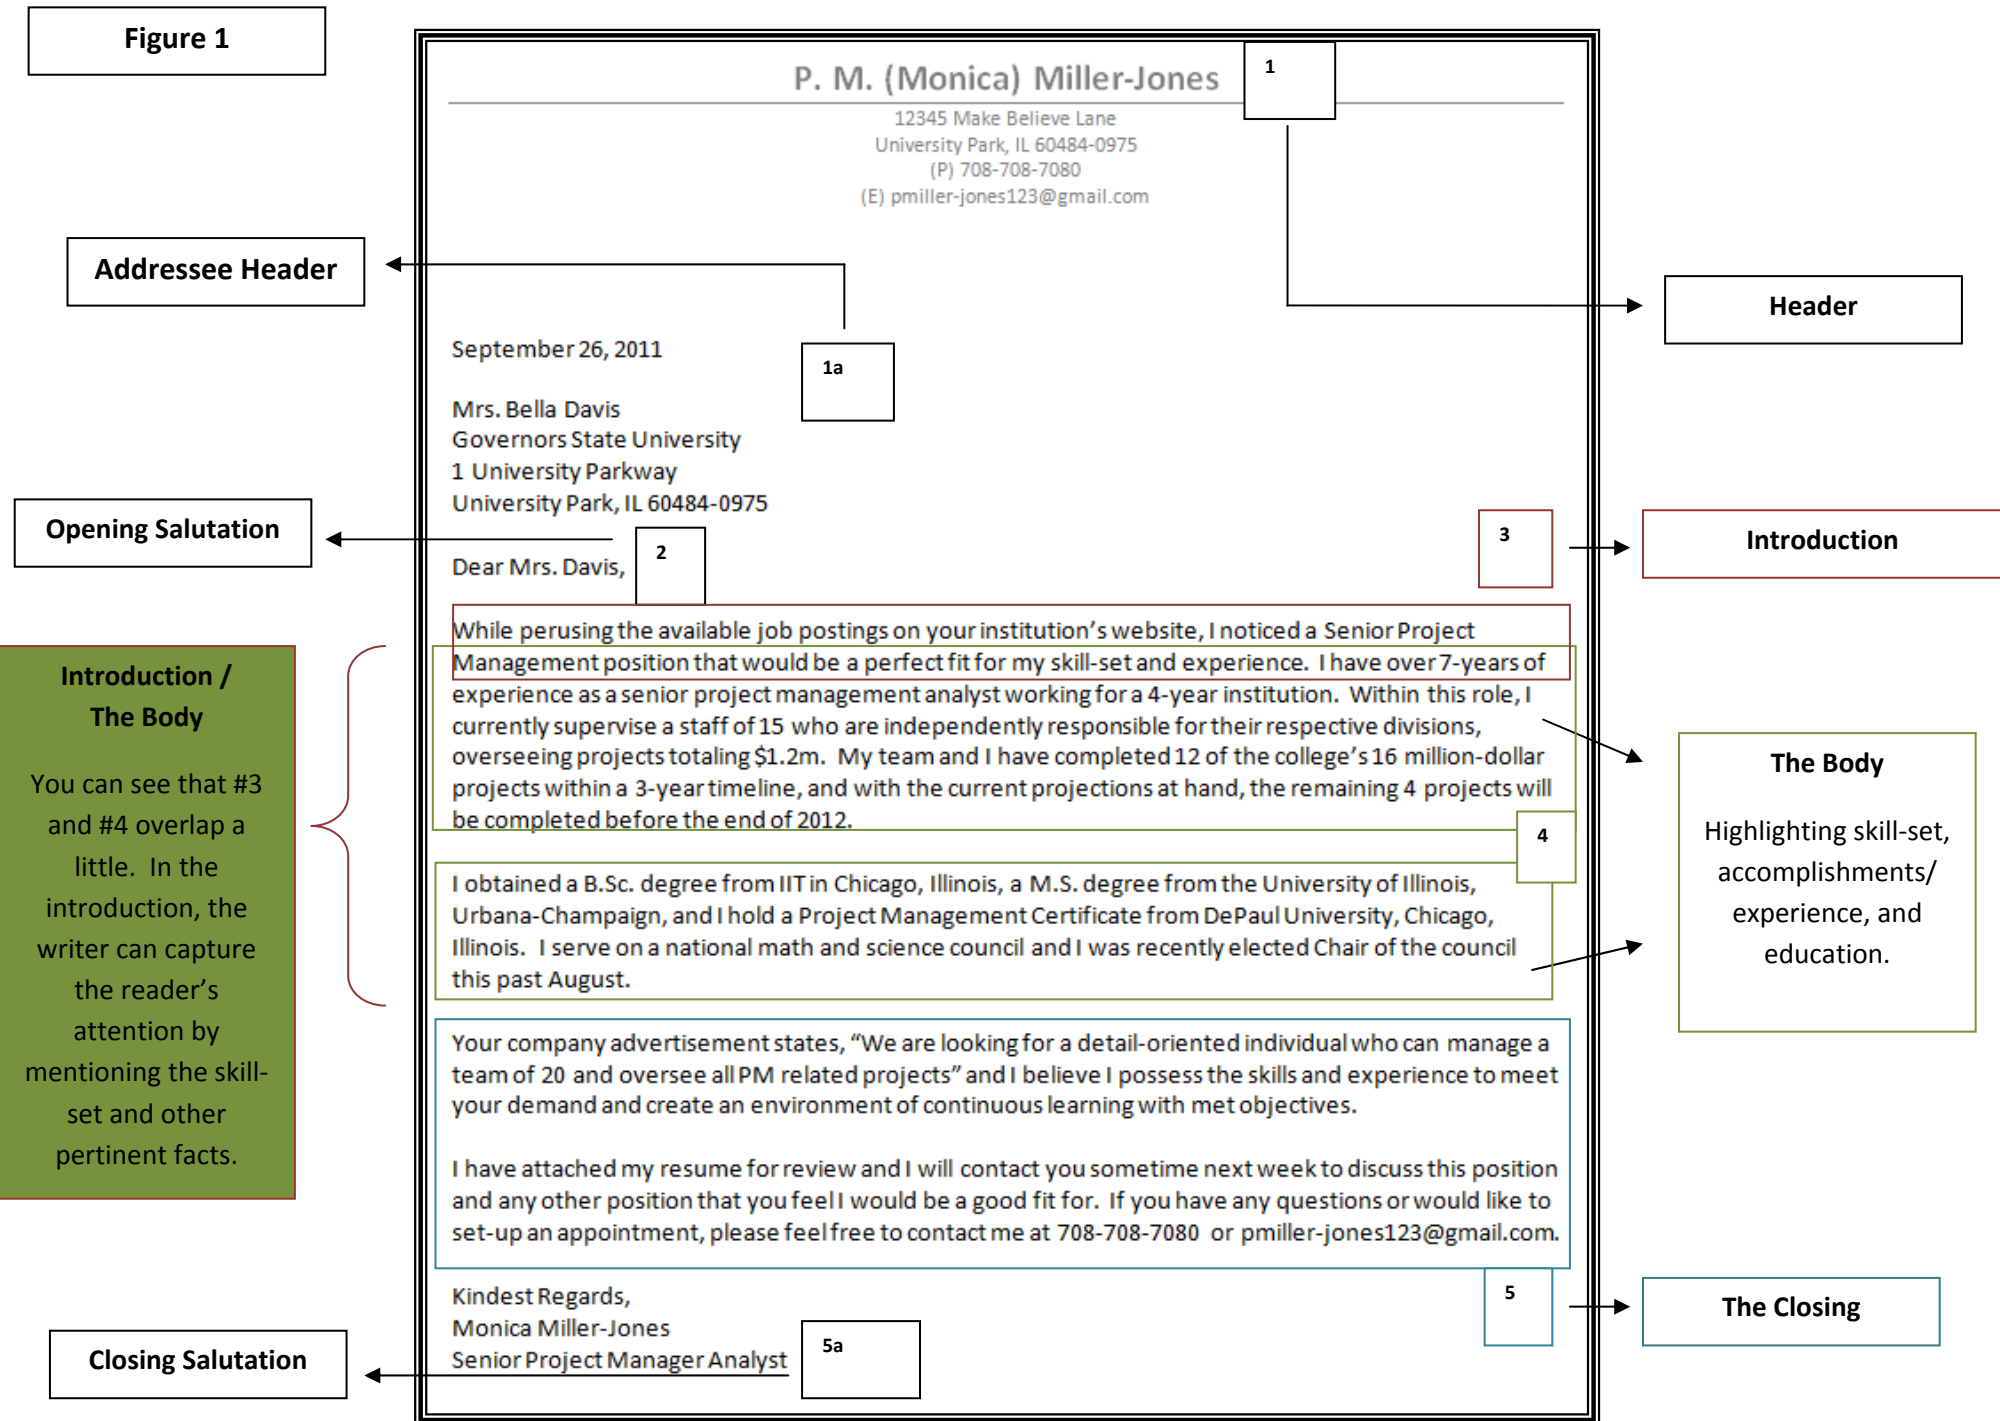 Figure 1
P. M. (Monica) Miller-Jones
1
12345 Make Believe Lane
University Park, IL 60484-0975
(P) 708-708-7080
(E) pmiller-jones123@gmail.com
Addressee Header
Header
September 26, 2011
1a
Mrs. Bella Davis
Governors State University
1 University Parkway
University Park, IL 60484-0975
Opening Salutation
2
Dear Mrs. Davis,
3
Introduction
While perusing the available job postings on your institution’s website, I noticed a Senior Project
Management position that would be a perfect fit for my skill-set and experience. I have over 7-years of
experience as a senior project management analyst working for a 4-year institution. Within this role, I
currently supervise a staff of 15 who are independently responsible for their respective divisions,
overseeing projects totaling $1.2m. My team and I have completed 12 of the college’s 16 million-dollar
projects within a 3-year timeline, and with the current projections at hand, the remaining 4 projects will
be completed before the end of 2012.
4
I obtained a B.Sc. degree from IIT in Chicago, Illinois, a M.S. degree from the University of Illinois,
Urbana-Champaign, and I hold a Project Management Certificate from DePaul University, Chicago,
Illinois. I serve on a national math and science council and I was recently elected Chair of the council
this past August.
Introduction /
The Body
You can see that #3
and #4 overlap a
little. In the
introduction, the
writer can capture
the reader’s
attention by
mentioning the skill-
set and other
pertinent facts.
The Body
Highlighting skill-set,
accomplishments/
experience, and
education.
Your company advertisement states, “We are looking for a detail-oriented individual who can manage a
team of 20 and oversee all PM related projects” and I believe I possess the skills and experience to meet
your demand and create an environment of continuous learning with met objectives.
I have attached my resume for review and I will contact you sometime next week to discuss this position
and any other position that you feel I would be a good fit for. If you have any questions or would like to
set-up an appointment, please feel free to contact me at 708-708-7080 or pmiller-jones123@gmail.com.
5
The Closing
Kindest Regards,
Monica Miller-Jones
Senior Project Manager Analyst
5a
Closing Salutation